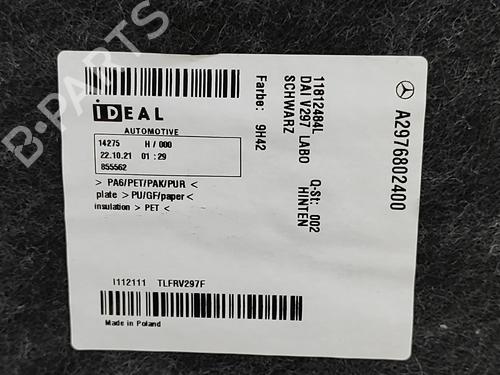 B-PARTS
iDEAL
AUTOMOTIVE
14275 H / 000
22.10.21 01 : 29
855562
> PA6/PET/PAK/PUR <
plate > PU/GF/paper<
insulation > PET <
I112111 TLFRV297F
Made in Poland
11812484L
DAI V297 LABO Q-St: 002
SCHWARZ HINTEN
Farbe: 9H42
A2976802400